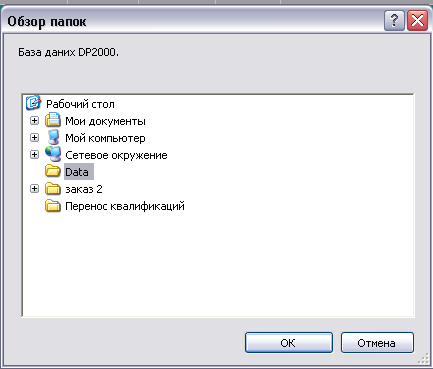 Обзор папок
База даних DP2000.
Рабочий стол
Мои документы
Мой компьютер
Сетевое окружение
Data
заказ 2
Перенос квалификаций
ОК
Отмена